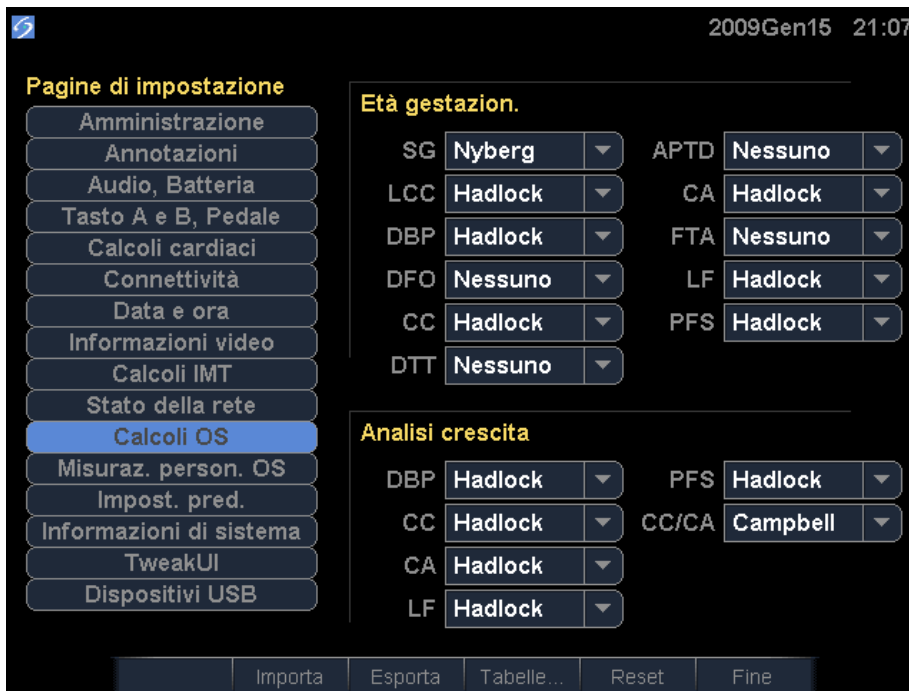 2009Gen15 21:07
Pagine di impostazione
Amministrazione
Annotazioni
Audio, Batteria
Tasto A e B, Pedale
Calcoli cardiaci
Connettività
Data e ora
Informazioni video
Calcoli IMT
Stato della rete
Calcoli OS
Misuraz. person. OS
Impost. pred.
Informazioni di sistema
TweakUI
Dispositivi USB
Età gestazion.
SG Nyberg APTD Nessuno
LCC Hadlock CA Hadlock
DBP Hadlock FTA Nessuno
DFO Nessuno LF Hadlock
CC Hadlock PFS Hadlock
DTT Nessuno
Analisi crescita
DBP Hadlock PFS Hadlock
CC Hadlock CC/CA Campbell
CA Hadlock
LF Hadlock
Importa Esporta Tabelle... Reset Fine